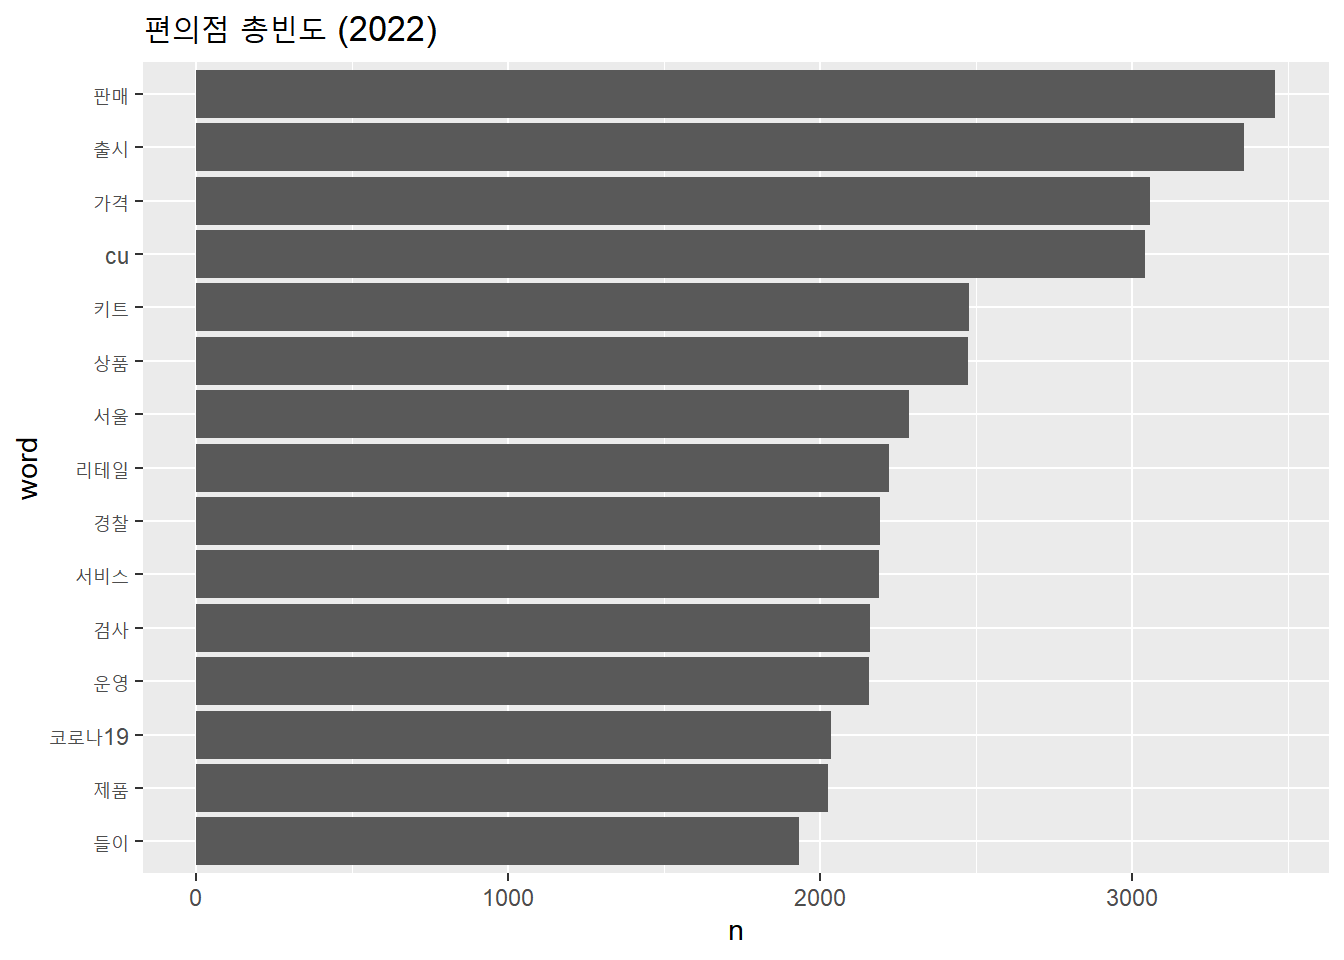 편의점 총빈도 (2022)
판매
출시
가격
cu
키트
상품
서울
리테일
경찰
서비스
검사
운영
코로나19
제품
들이
word
0 1000 2000 3000
n